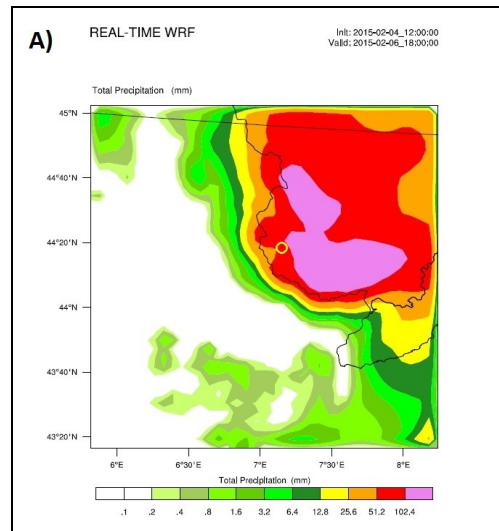 A)
REAL-TIME WRF
Init: 2015-02-04_12:00:00
Valid: 2015-02-06_18:00:00
Total Precipitation (mm)
45°N
44°40'N
44°20'N
44°N
43°40'N
43°20'N
6°E 6°30'E 7°E 7°30'E 8°E
Total Precipitation (mm)
.1 .2 .4 .8 1.6 3.2 6.4 12.8 25.6 51.2 102.4